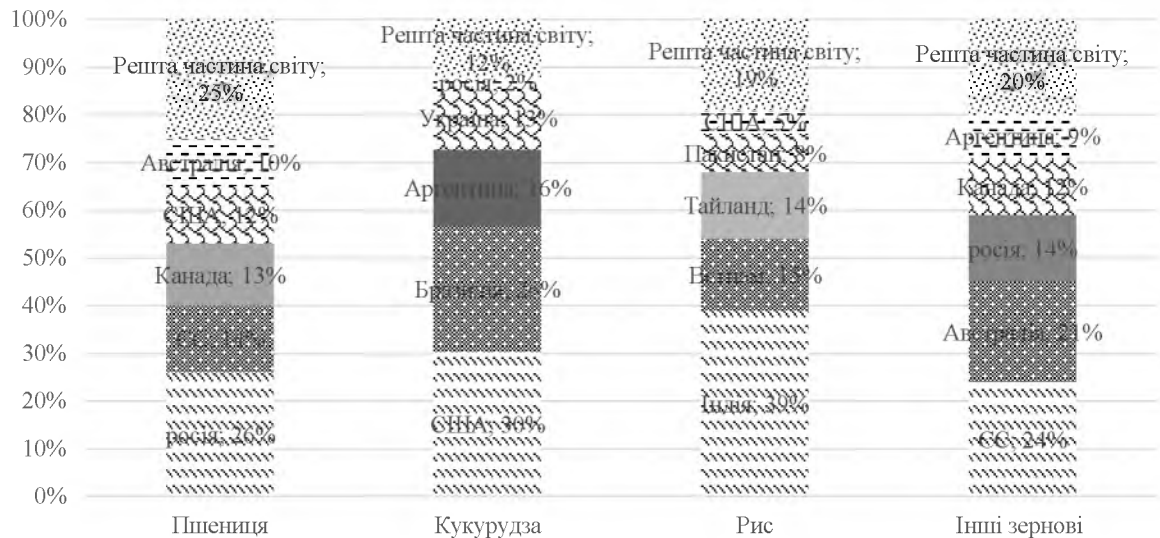 100%
90%
80%
70%
60%
50%
40%
30%
20%
10%
0%
Решта частина світу;
25%
Австралія; 10%
США; 12%
Канада; 13%
ЄС; 14%
росія; 26%
Решта частина світу;
12%
росія; 2%
Україна; 13%
Аргентина; 16%
Бразилія;
США; 30%
Решта частина світу;
19%
США; 5%
Пакистан; 8%
Тайланд; 14%
Вєтнам; 15%
Індія; 39%
Решта частина світу;
20%
Аргентина; 9%
Канада; 12%
росія; 14%
Австралія; 21%
ЄС; 24%
Пшениця
Кукурудза
Рис
Інші зернові